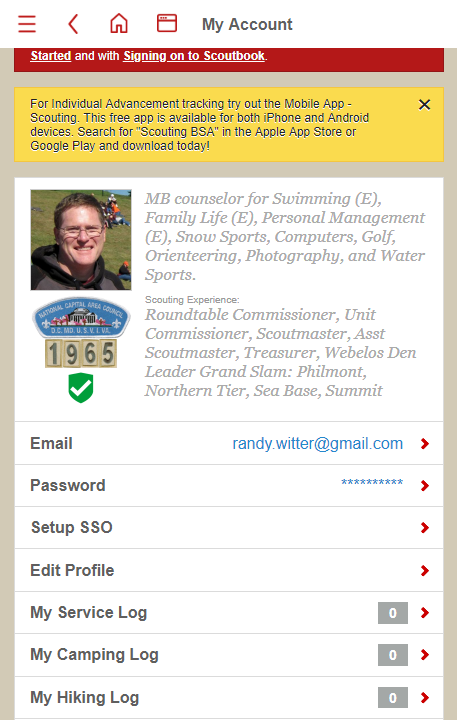 My Account
Started and with Signing on to Scoutbook.
For Individual Advancement tracking try out the Mobile App -
Scouting. This free app is available for both iPhone and Android
devices. Search for "Scouting BSA" in the Apple App Store or
Google Play and download today!
MB counselor for Swimming (E),
Family Life (E), Personal Management
(E), Snow Sports, Computers, Golf,
Orienteering, Photography, and Water
Sports.
NATIONAL CAPITAL AREA COUNCIL
D.C. MD. U.S.V.I. VA.
1965
Scouting Experience:
Roundtable Commissioner, Unit
Commissioner, Scoutmaster, Asst
Scoutmaster, Treasurer, Webelos Den
Leader Grand Slam: Philmont,
Northern Tier, Sea Base, Summit
Email randy.witter@gmail.com
Password **********
Setup SSO
Edit Profile
My Service Log 0
My Camping Log 0
My Hiking Log 0